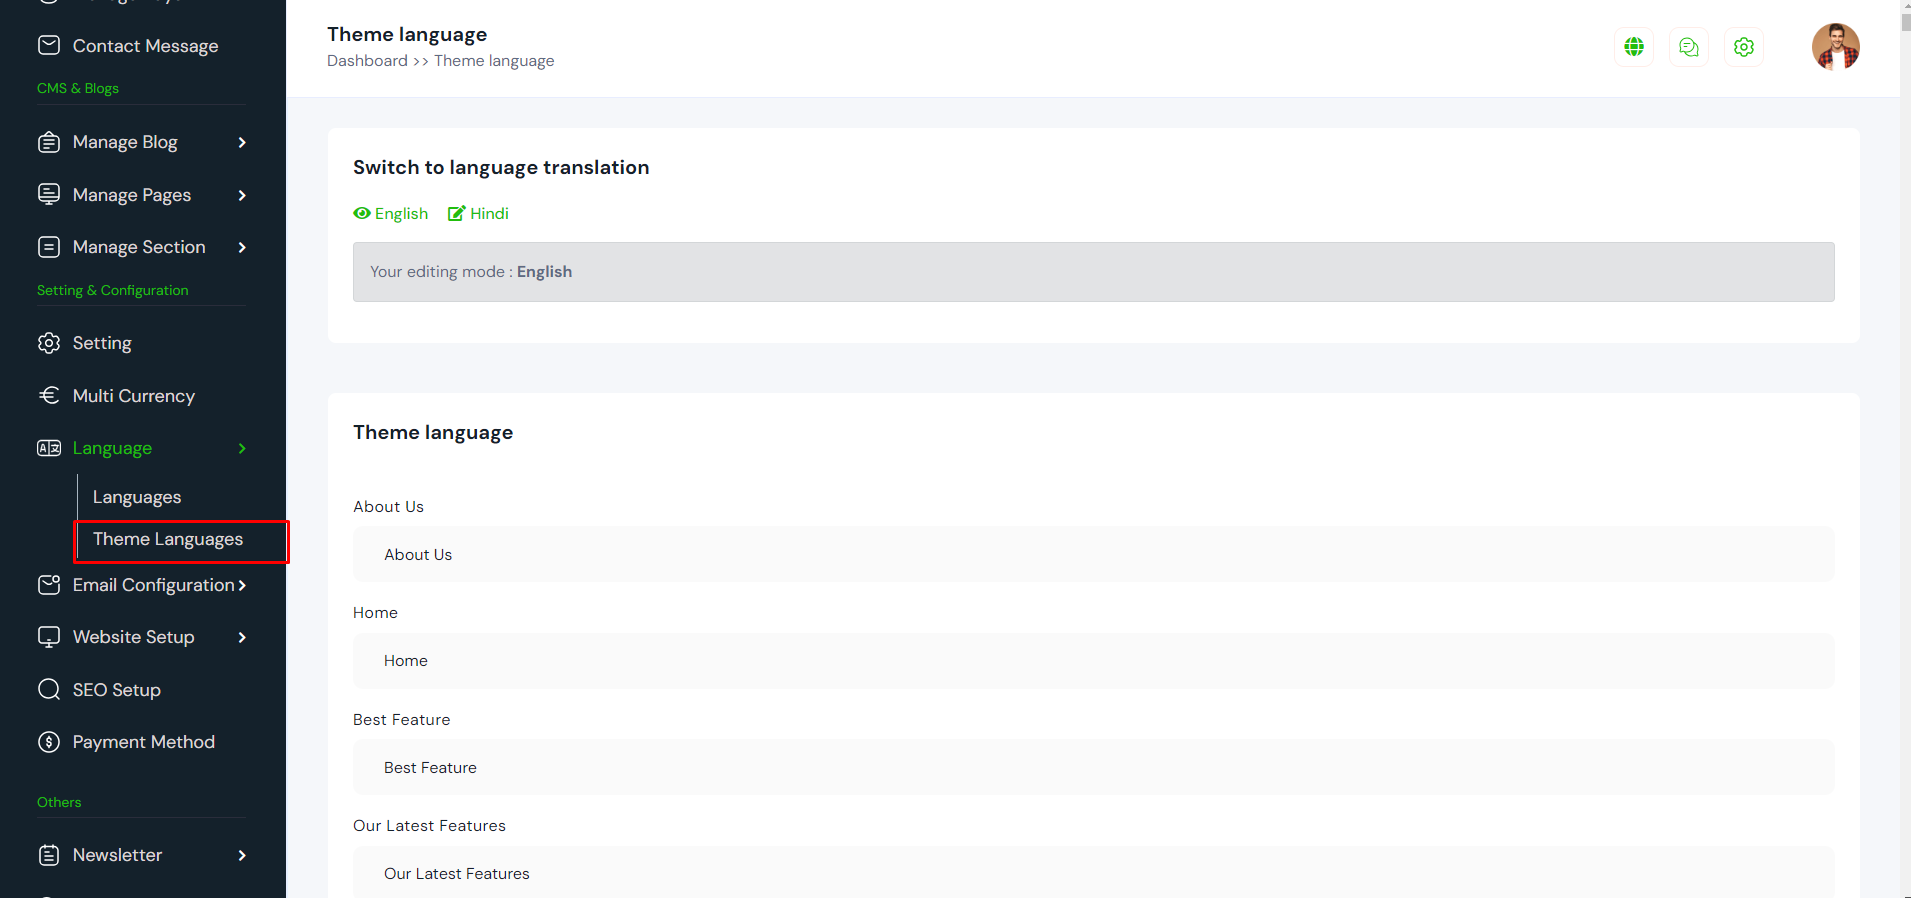 Contact Message
CMS & Blogs
Manage Blog
Manage Pages
Manage Section
Setting & Configuration
Setting
Multi Currency
Language
Languages
Theme Languages
Email Configuration
Website Setup
SEO Setup
Payment Method
Others
Newsletter
Theme language
Dashboard >> Theme language
Switch to language translation
English Hindi
Your editing mode : English
Theme language
About Us
About Us
Home
Home
Best Feature
Best Feature
Our Latest Features
Our Latest Features